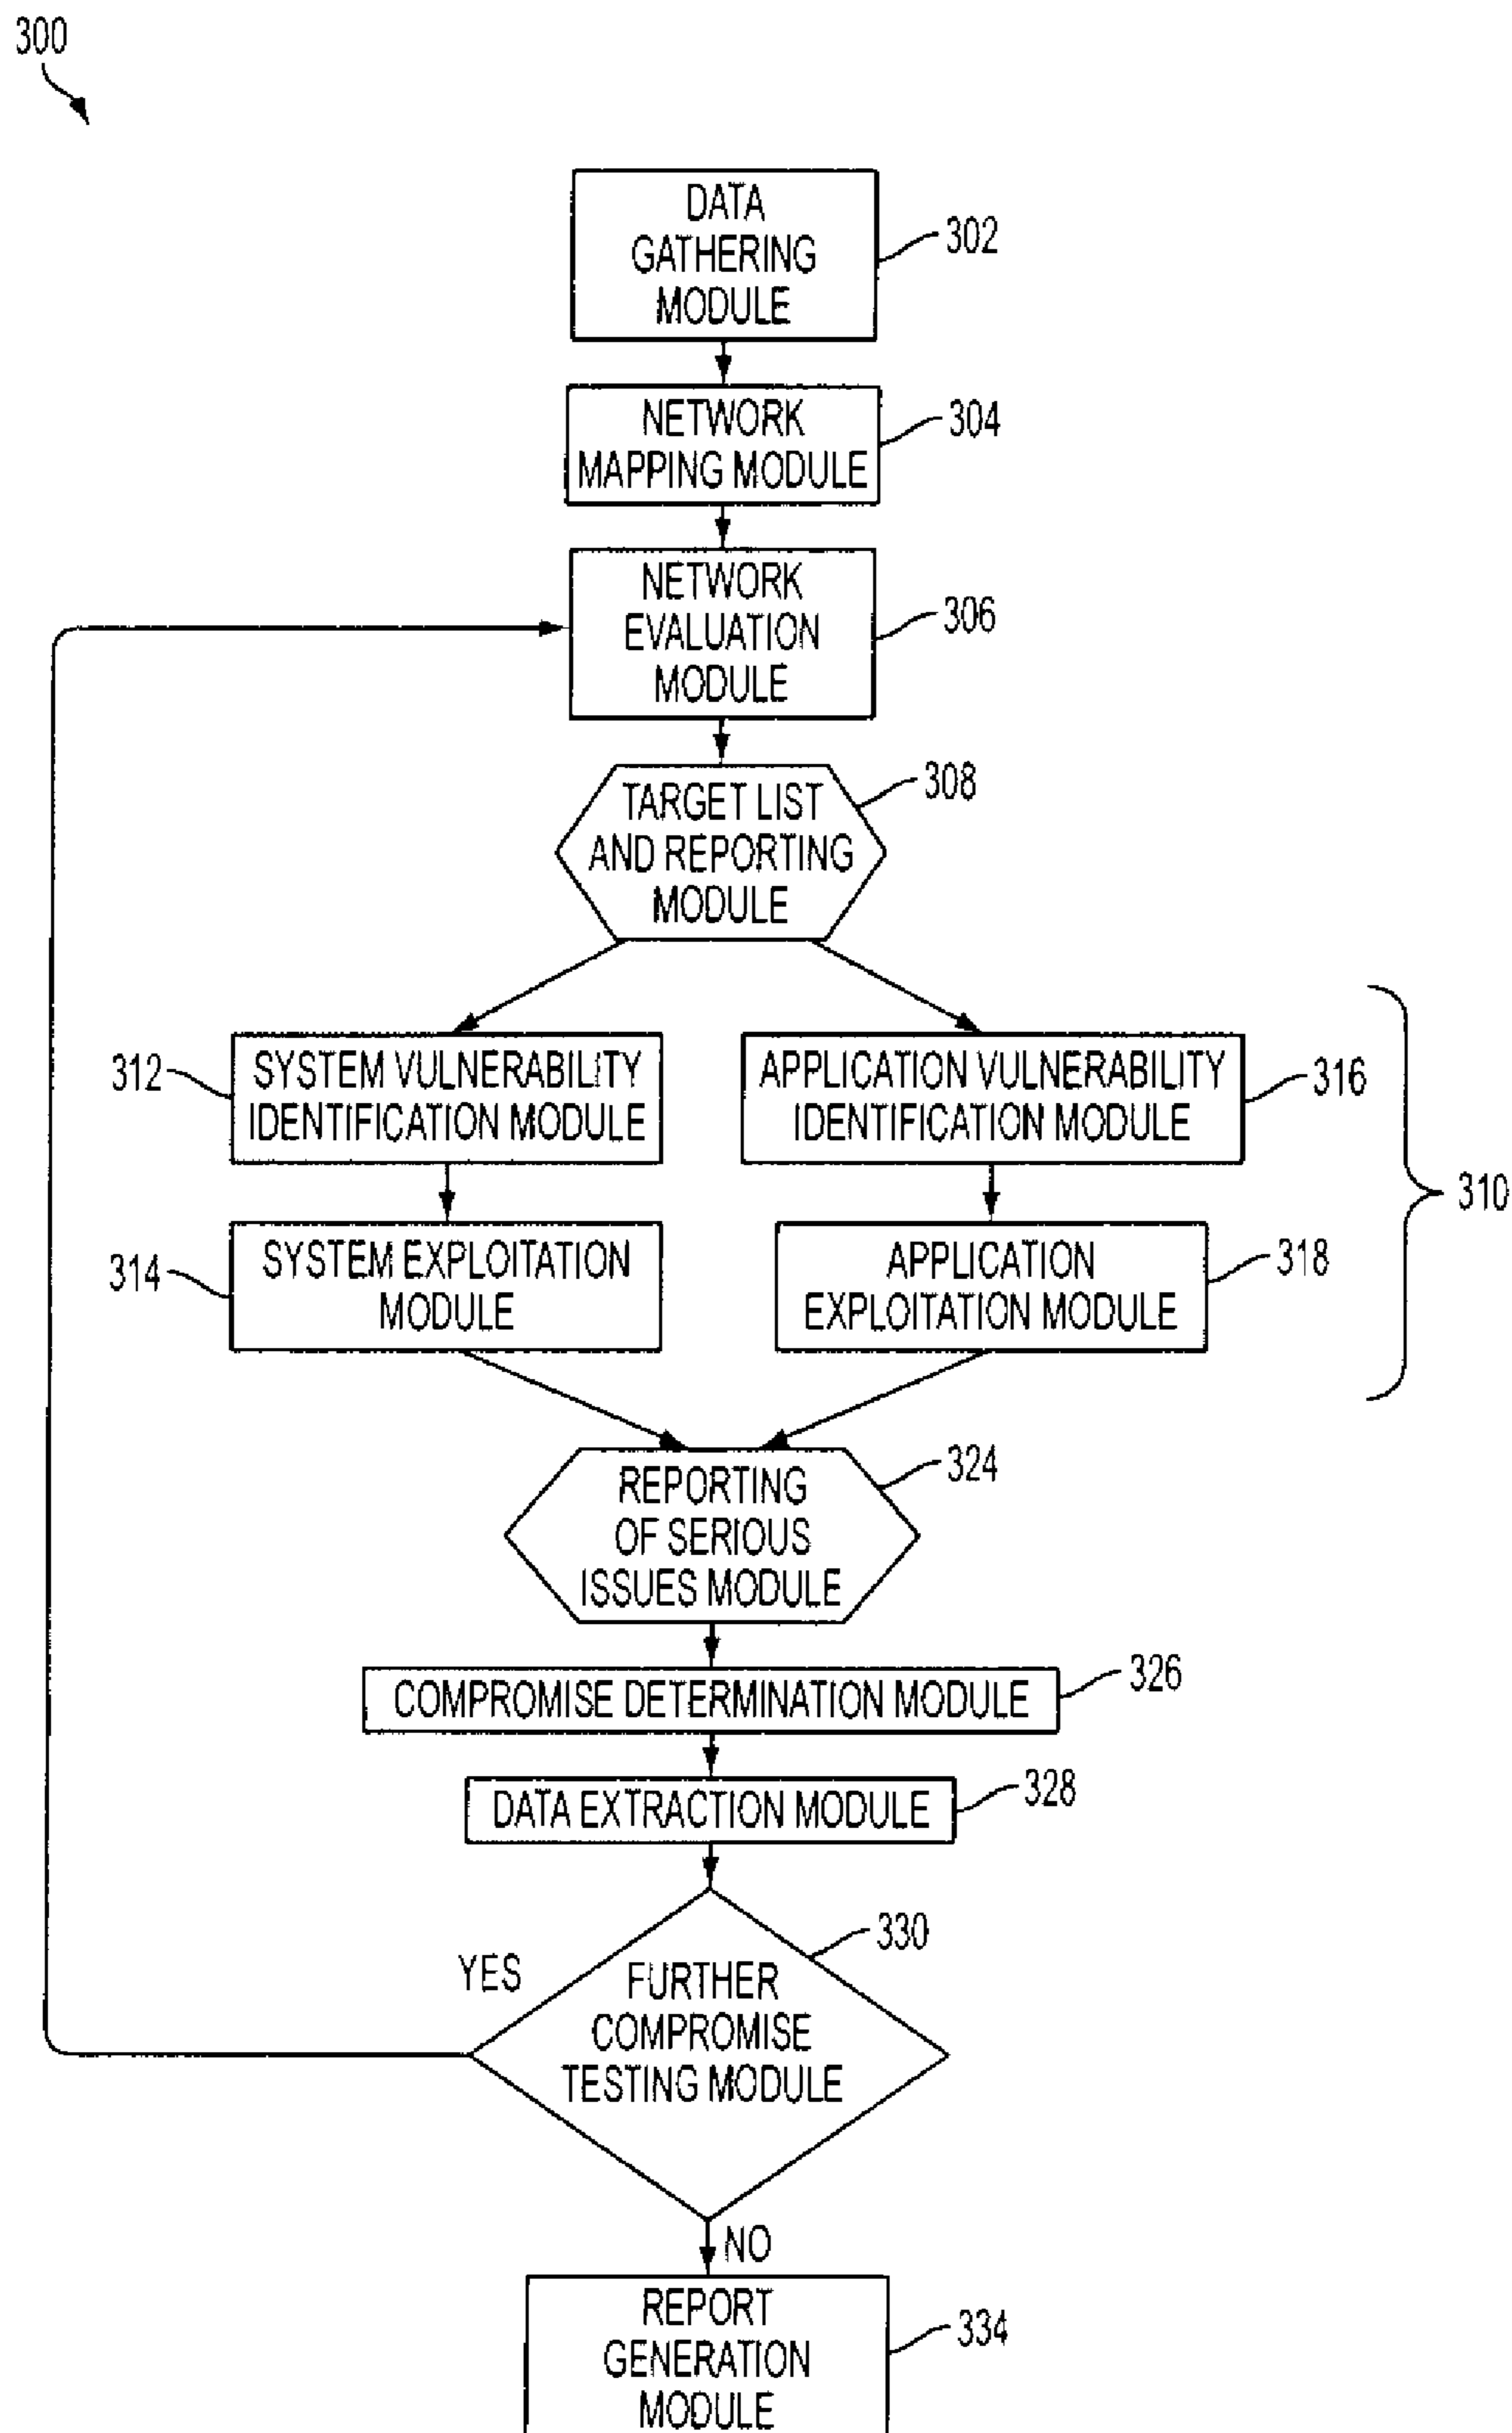 300
DATA
GATHERING
MODULE
302
NETWORK
MAPPING MODULE
304
NETWORK
EVALUATION
MODULE
306
TARGET LIST
AND REPORTING
MODULE
308
312
SYSTEM VULNERABILITY
IDENTIFICATION MODULE
APPLICATION VULNERABILITY
IDENTIFICATION MODULE
316
310
314
SYSTEM EXPLOITATION
MODULE
APPLICATION
EXPLOITATION MODULE
318
REPORTING
OF SERIOUS
ISSUES MODULE
324
COMPROMISE DETERMINATION MODULE
326
DATA EXTRACTION MODULE
328
YES
FURTHER
COMPROMISE
TESTING MODULE
330
NO
REPORT
GENERATION
MODULE
334